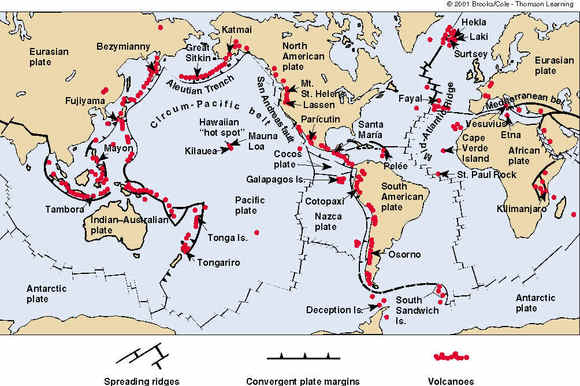 © 2001 Brooks/Cole - Thomson Learning
Hekla
Laki
Surtsey
Katmai
Great
Sitkin
Bezymianny
Eurasian
plate
North
American
plate
Eurasian
plate
Aleutian Trench
Mt.
St. Helens
Lassen
San Andreas fault
Fujiyama
Circum-Pacific belt
Fayal
Mid-Atlantic Ridge
Mediterranean belt
Parícutin
Santa
María
Vesuvius
Etna
Hawaiian
"hot spot"
Mauna
Loa
Kilauea
Mayon
Cocos
plate
Pelée
Cape
Verde
Island
African
plate
Galapagos Is.
St. Paul Rock
Cotopaxi
South
American
plate
Kilimanjaro
Tambora
Indian-Australian
plate
Pacific
plate
Nazca
plate
Tonga Is.
Tongariro
Osorno
Antarctic
plate
Deception Is.
South
Sandwich
Is.
Antarctic
plate
Spreading ridges
Convergent plate margins
Volcanoes